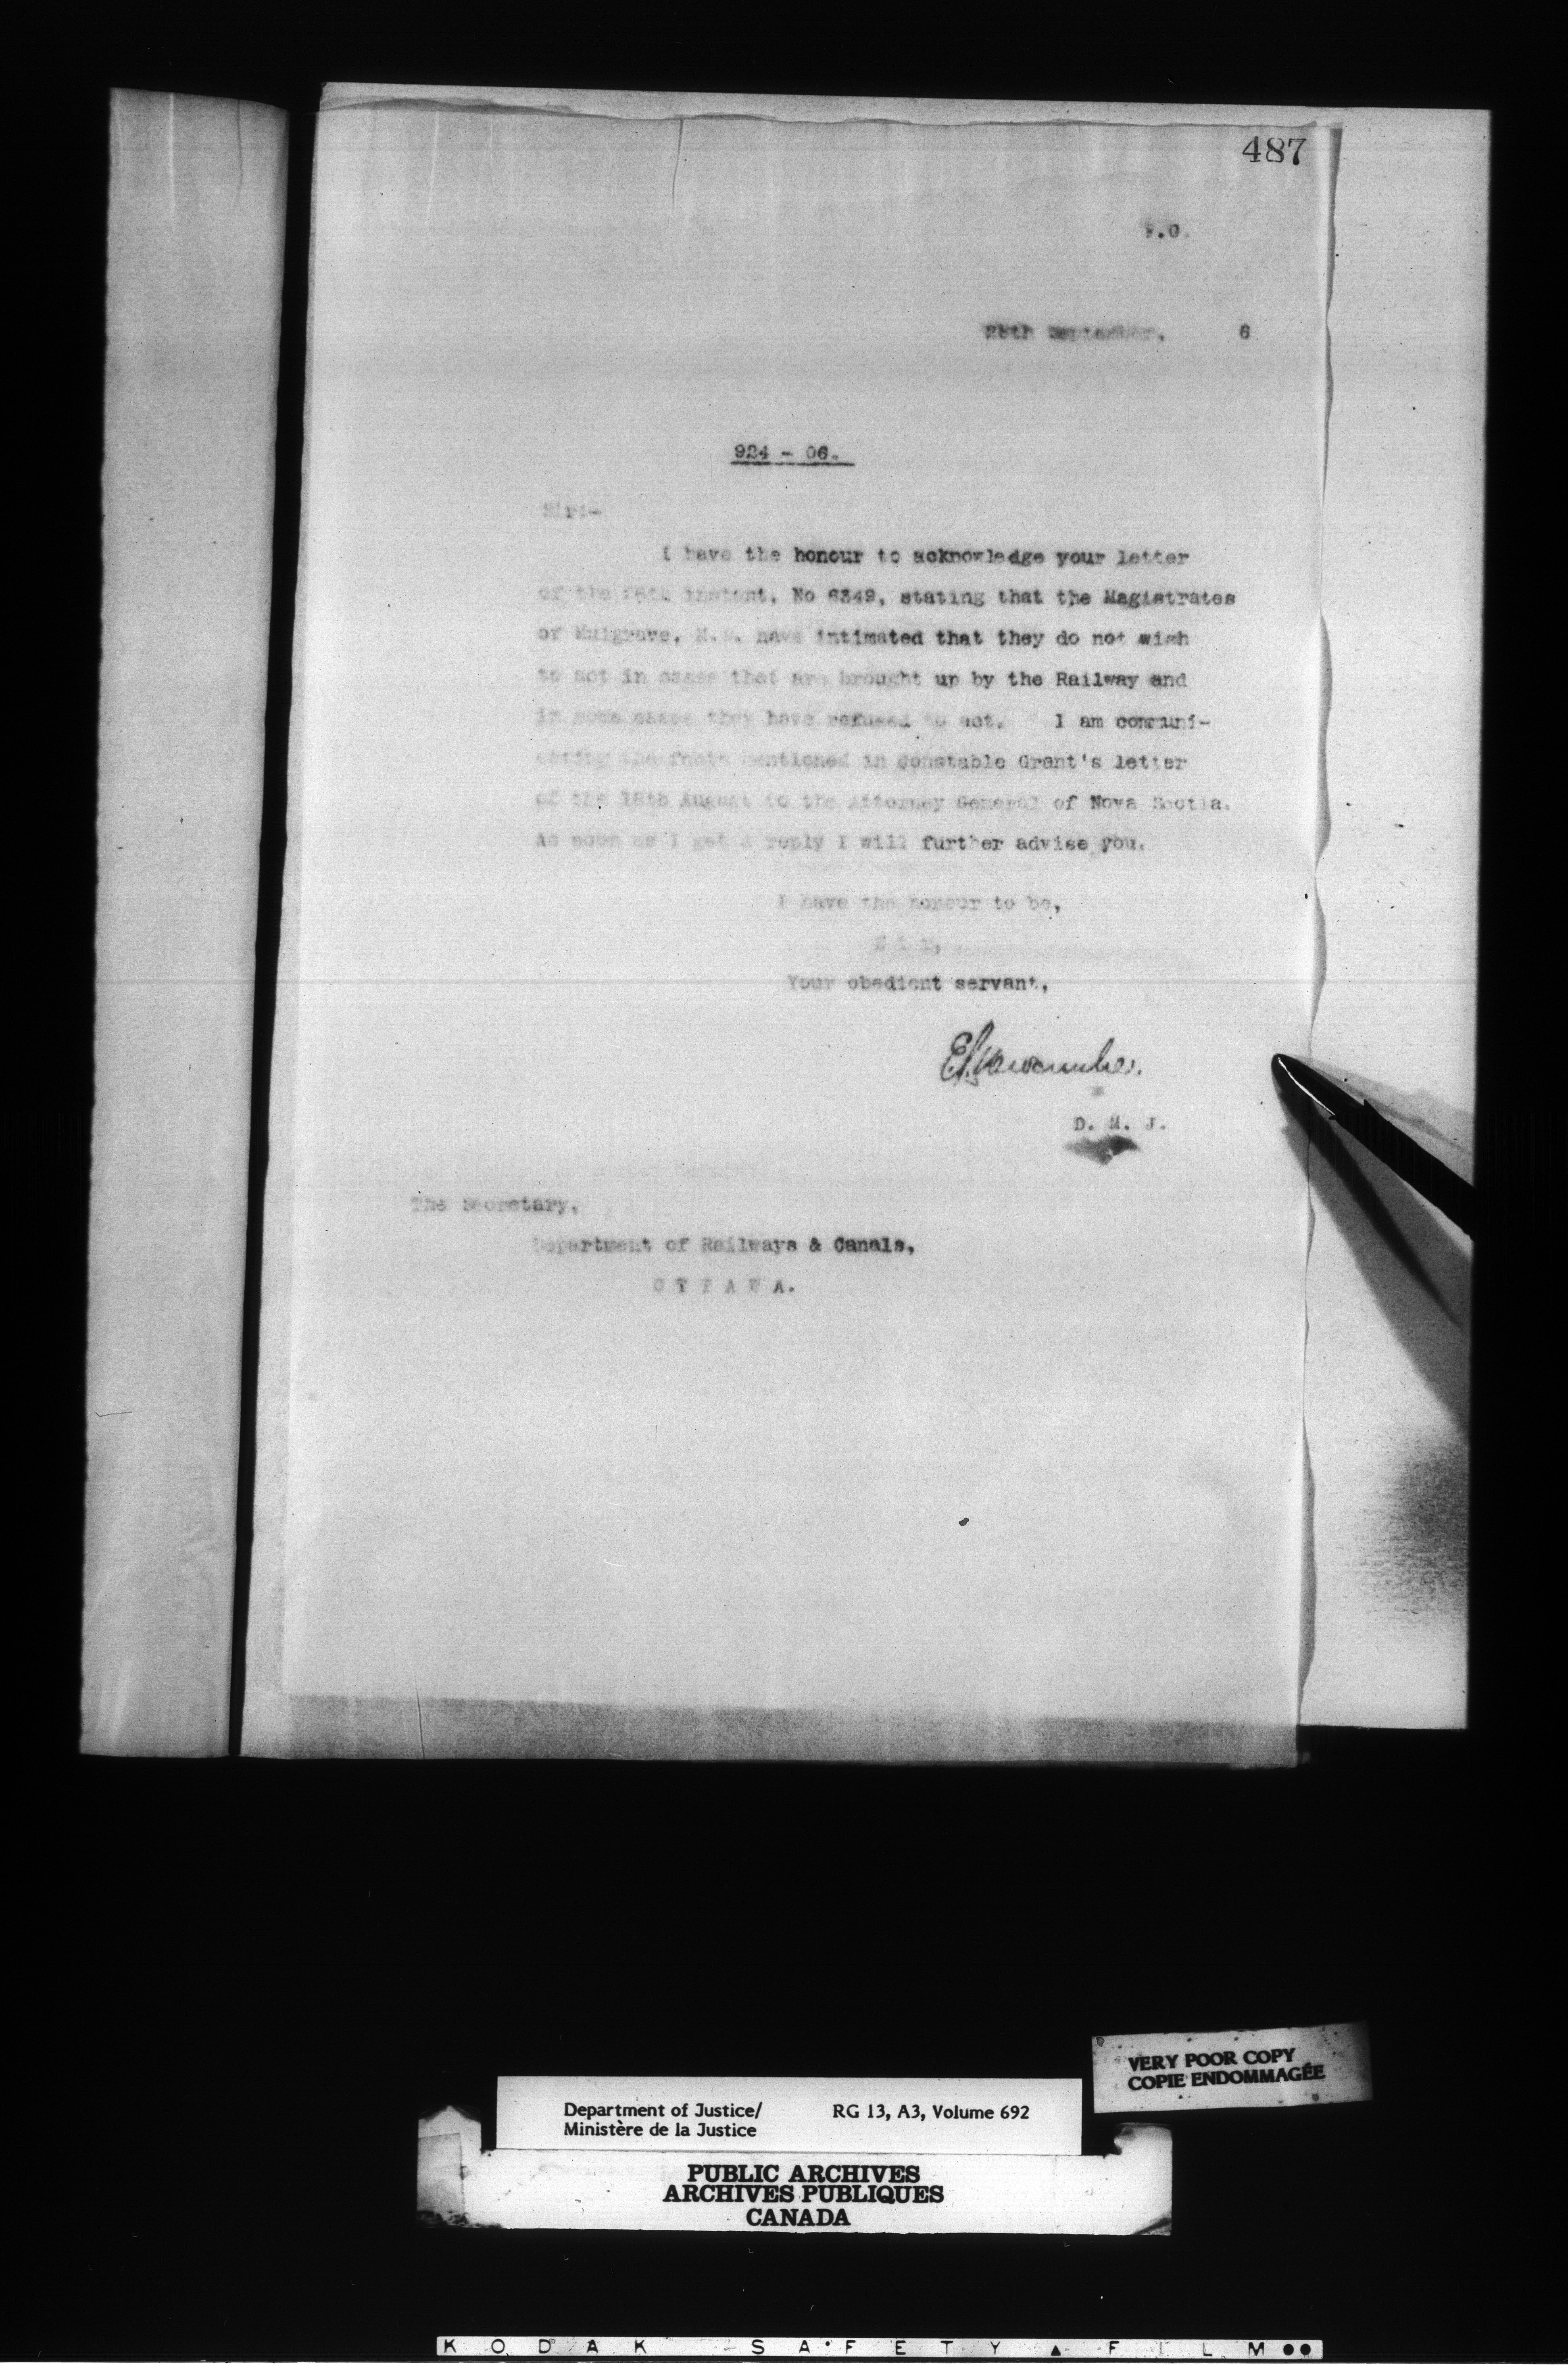 487
.O.
September, 6
924 - 06.
Sir:-
I have the honour to acknowledge your letter
of the instant, No 6349, stating that the Magistrates
of Mulgrave, N.S. have intimated that they do not wish
to act in cases that are brought up by the Railway and
in some cases they have refused to act. I am communi-
cating the facts mentioned in Constable Grant's letter
of the 18th August to the Attorney General of Nova Scotia.
As soon as I get a reply I will further advise you.
I have the honour to be,
S i r,
Your obedient servant,
E.L. Newcombe.
D. M. J.
The Secretary,
Department of Railways & Canals,
O T T A W A.
VERY POOR COPY
COPIE ENDOMMAGÉE
Department of Justice/ RG 13, A3, Volume 692
Ministère de la Justice
PUBLIC ARCHIVES
ARCHIVES PUBLIQUES
CANADA
KODAK SAFETY FILM